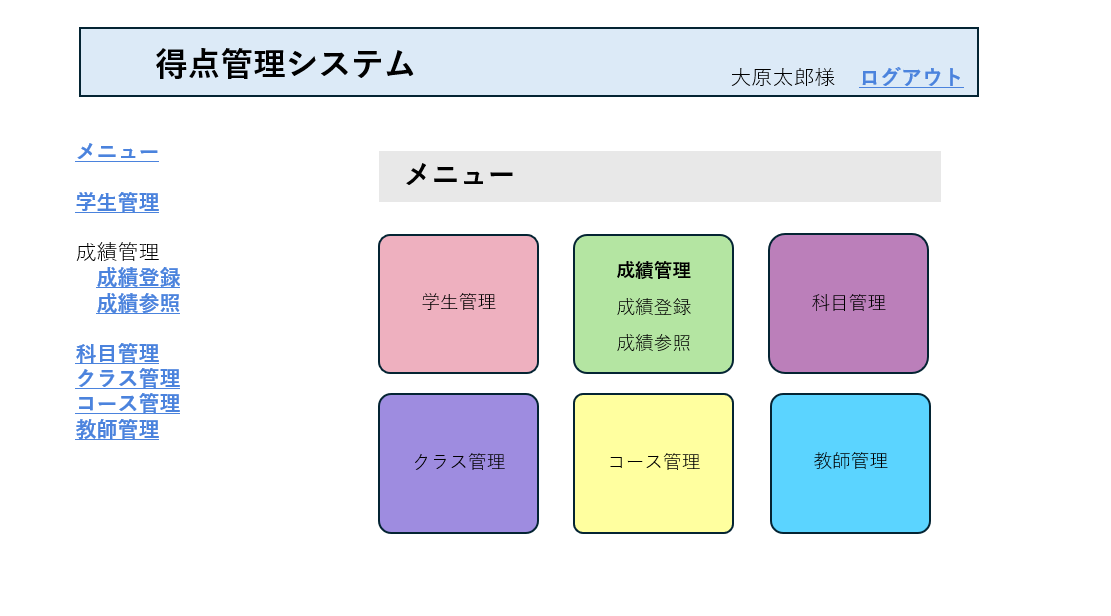 得点管理システム
大原太郎様 ログアウト
メニュー
学生管理
成績管理
成績登録
成績参照
科目管理
クラス管理
コース管理
教師管理
メニュー
学生管理
成績管理
成績登録
成績参照
科目管理
クラス管理
コース管理
教師管理